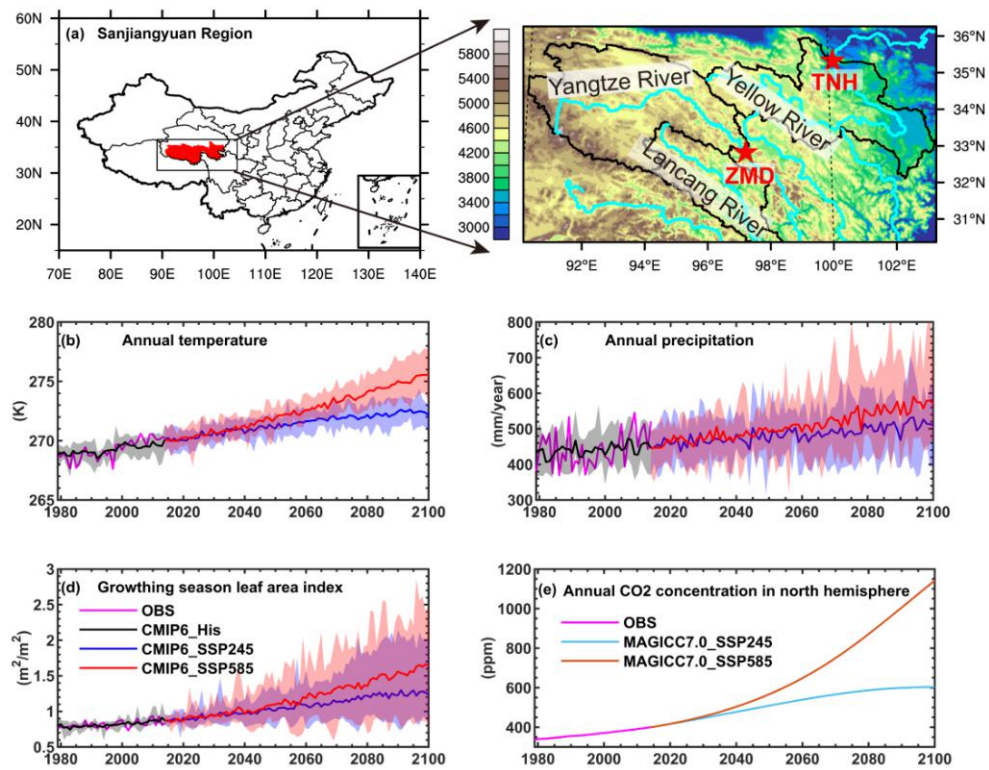 (a) Sanjiangyuan Region
60N
50N
40N
30N
20N
70E 80E 90E 100E 110E 120E 130E 140E
5800
5400
5000
4600
4200
3800
3400
3000
Yangtze River
Yellow River
Lancang River
TNH
ZMD
36°N
35°N
34°N
33°N
32°N
31°N
92°E 94°E 96°E 98°E 100°E 102°E
(b) Annual temperature
280
275
270
265
(K)
1980 2000 2020 2040 2060 2080 2100
(c) Annual precipitation
800
700
600
500
400
300
(mm/year)
1980 2000 2020 2040 2060 2080 2100
(d) Growthing season leaf area index
OBS
CMIP6_His
CMIP6_SSP245
CMIP6_SSP585
3
2.5
2
1.5
1
0.5
(m²/m²)
1980 2000 2020 2040 2060 2080 2100
(e) Annual CO2 concentration in north hemisphere
OBS
MAGICC7.0_SSP245
MAGICC7.0_SSP585
1200
1000
800
600
400
(ppm)
1980 2000 2020 2040 2060 2080 2100